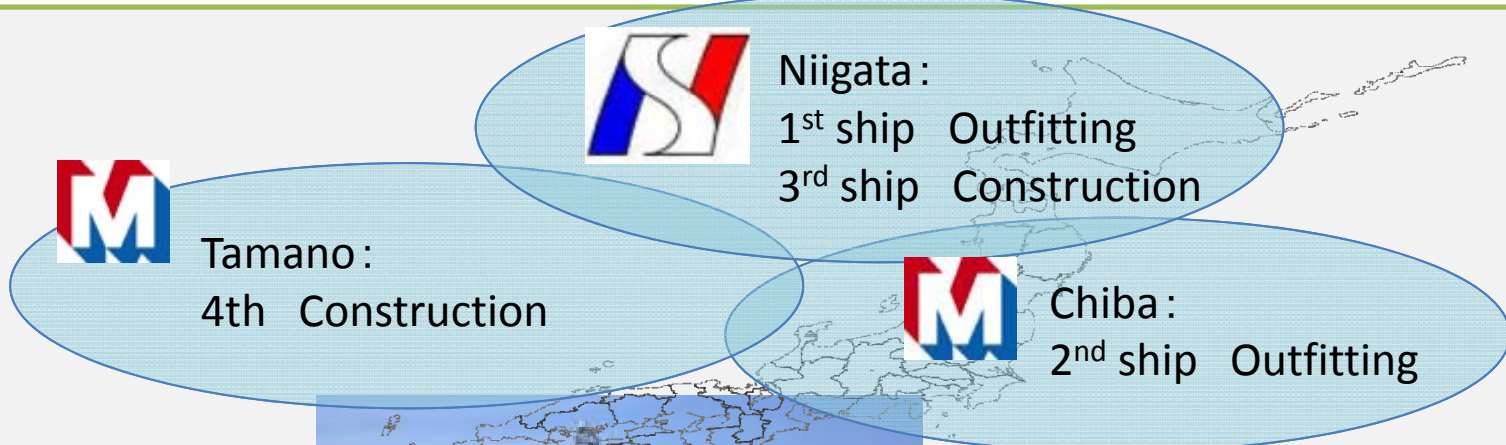 Niigata:
1st ship Outfitting
3rd ship Construction
Tamano:
4th Construction
Chiba:
2nd ship Outfitting